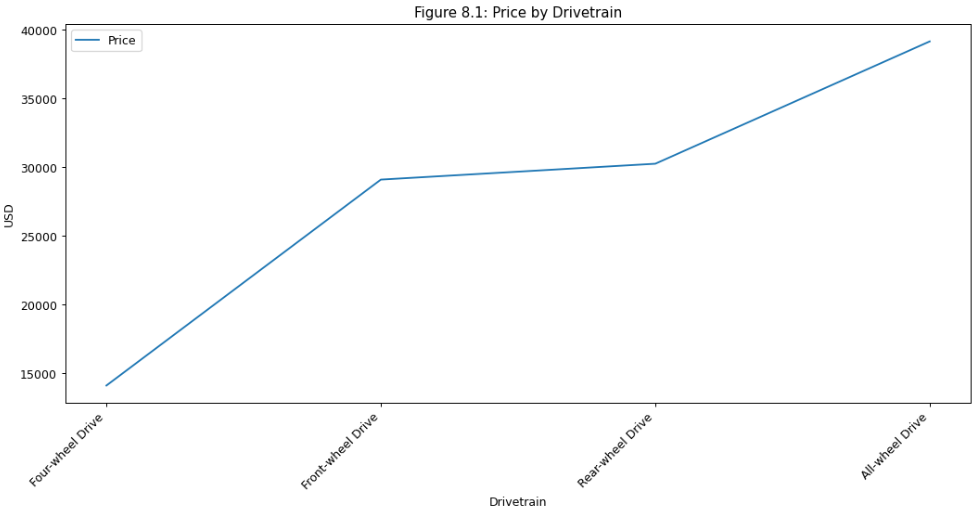 Figure 8.1: Price by Drivetrain
Price
40000
35000
30000
25000
20000
15000
USD
Four-wheel Drive
Front-wheel Drive
Rear-wheel Drive
All-wheel Drive
Drivetrain